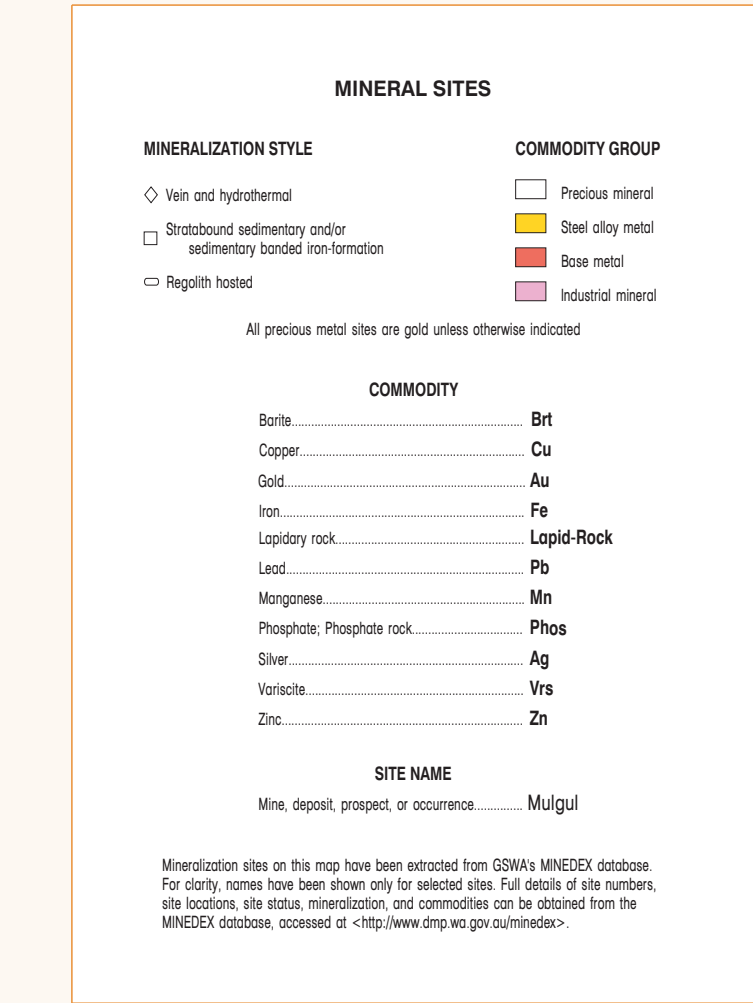 MINERAL SITES
MINERALIZATION STYLE
Vein and hydrothermal
Stratabound sedimentary and/or
sedimentary banded iron-formation
Regolith hosted
COMMODITY GROUP
Precious mineral
Steel alloy metal
Base metal
Industrial mineral
All precious metal sites are gold unless otherwise indicated
COMMODITY
Barite....................................................................... Brt
Copper..................................................................... Cu
Gold.......................................................................... Au
Iron........................................................................... Fe
Lapidary rock.......................................................... Lapid-Rock
Lead......................................................................... Pb
Manganese.............................................................. Mn
Phosphate; Phosphate rock.................................. Phos
Silver........................................................................ Ag
Variscite................................................................... Vrs
Zinc.......................................................................... Zn
SITE NAME
Mine, deposit, prospect, or occurrence............... Mulgul
Mineralization sites on this map have been extracted from GSWA's MINEDEX database.
For clarity, names have been shown only for selected sites. Full details of site numbers,
site locations, site status, mineralization, and commodities can be obtained from the
MINEDEX database, accessed at <http://www.dmp.wa.gov.au/minedex>.